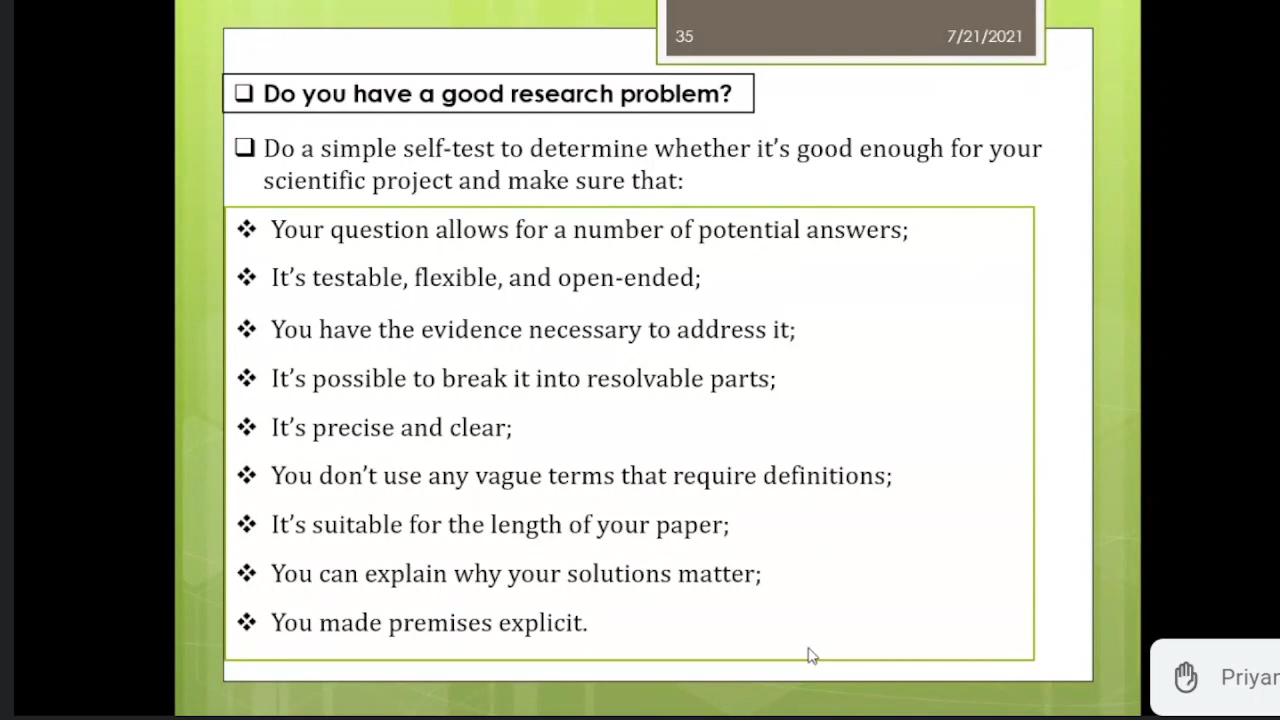 35 7/21/2021
Do you have a good research problem?
Do a simple self-test to determine whether it's good enough for your
scientific project and make sure that:
Your question allows for a number of potential answers;
It's testable, flexible, and open-ended;
You have the evidence necessary to address it;
It's possible to break it into resolvable parts;
It's precise and clear;
You don't use any vague terms that require definitions;
It's suitable for the length of your paper;
You can explain why your solutions matter;
You made premises explicit.